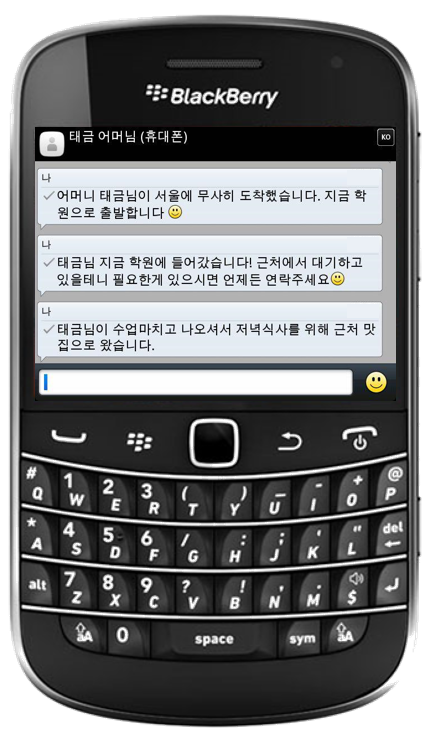 BlackBerry
태금 어머님 (휴대폰)
KO
나
어머니 태금님이 서울에 무사히 도착했습니다. 지금 학
원으로 출발합니다
나
태금님 지금 학원에 들어갔습니다! 근처에서 대기하고
있을테니 필요한게 있으시면 언제든 연락주세요
나
태금님이 수업마치고 나오셔서 저녁식사를 위해 근처 맛
집으로 왔습니다.
# Q 1 W 2 E 3 R ( T ) Y _ U - I + O @ P
* A 4 S 5 D 6 F / G : H ; J ' K " L del
alt 7 Z 8 X 9 C ? V ! B , N . M $
aA 0 space sym aA